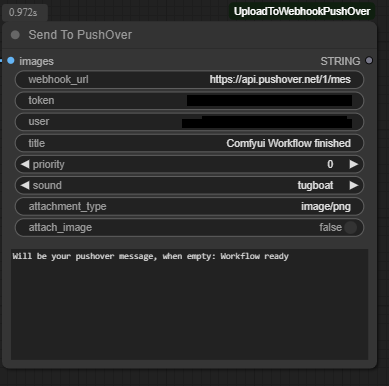 0.972s
UploadToWebhookPushOver
Send To PushOver
images STRING
webhook_url https://api.pushover.net/1/mes
token
user
title Comfyui Workflow finished
priority 0
sound tugboat
attachment_type image/png
attach_image false
Will be your pushover message, when empty: Workflow ready